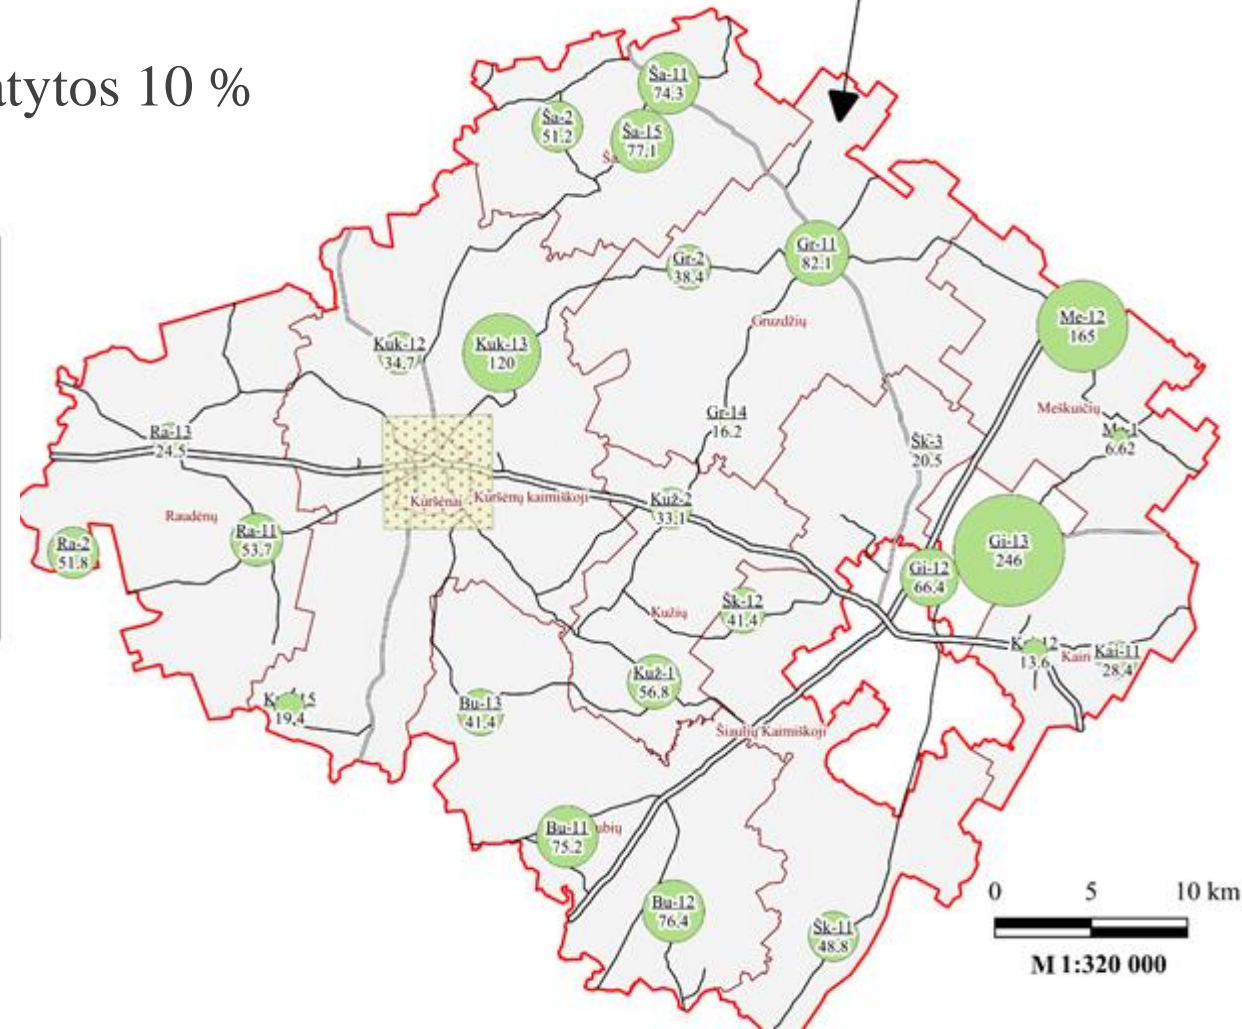 atytos 10 %
Ša-11
74.3
Ša-2
51.2
Ša-15
77.1
Gr-11
82.1
Gr-2
38.4
Gruzdžių
Me-12
165
Kuk-12
34.7
Kuk-13
120
Meškuičių
Gr-14
16.2
6.62
Ra-13
24.5
Šk-3
20.5
Kuršėnai
Kuršėnų kaimiškoji
Kuž-2
33.1
Raudėnų
Ra-11
53.7
Ra-2
51.8
Gi-13
246
Gi-12
66.4
Šk-12
41.4
Kužių
13.6
Kairi
Kai-11
28.4
Kuž-1
56.8
19.4
Bu-13
41.4
Šiaulių Kaimiškoji
Bu-11
75.2
ubių
Bu-12
76.4
Šk-11
48.8
0 5 10 km
M 1:320 000